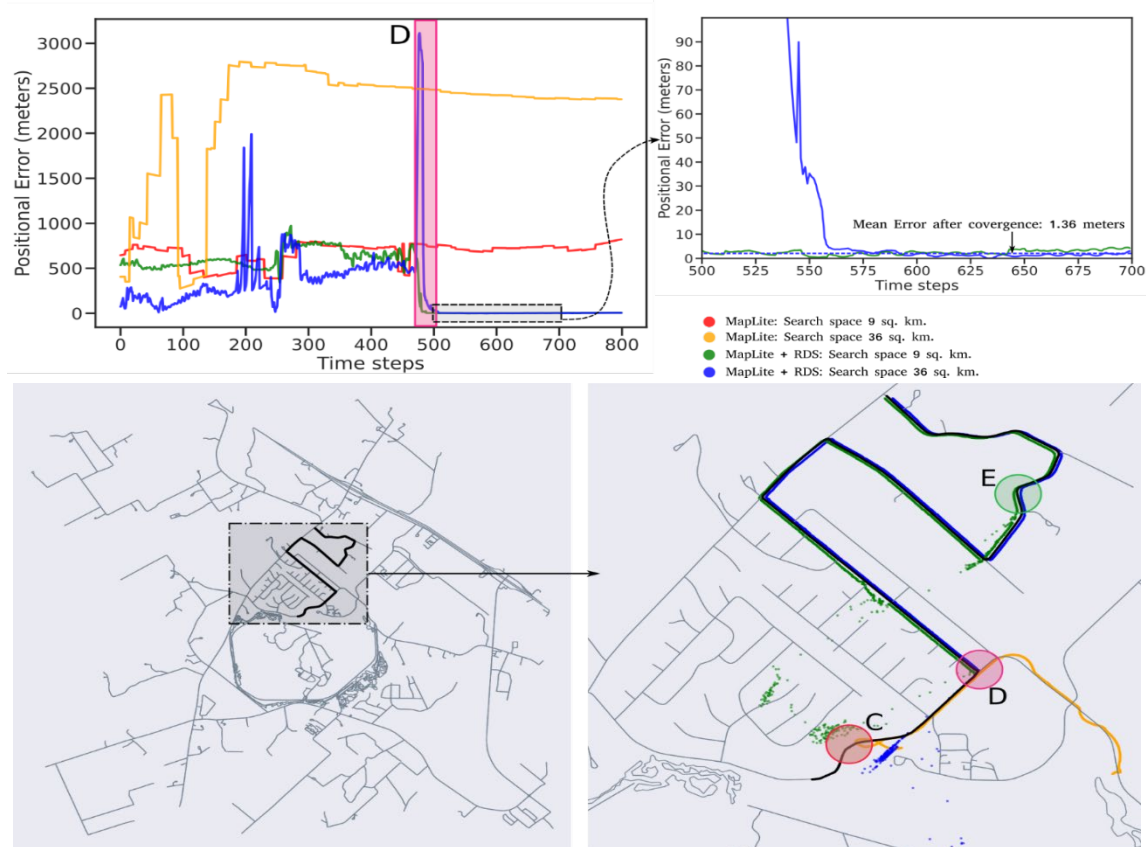 D
Positional Error (meters)
3000
2500
2000
1500
1000
500
0
0 100 200 300 400 500 600 700 800
Time steps
Positional Error (meters)
90
80
70
60
50
40
30
20
10
0
Mean Error after covergence: 1.36 meters
500 525 550 575 600 625 650 675 700
Time steps
MapLite: Search space 9 sq. km.
MapLite: Search space 36 sq. km.
MapLite + RDS: Search space 9 sq. km.
MapLite + RDS: Search space 36 sq. km.
E
D
C